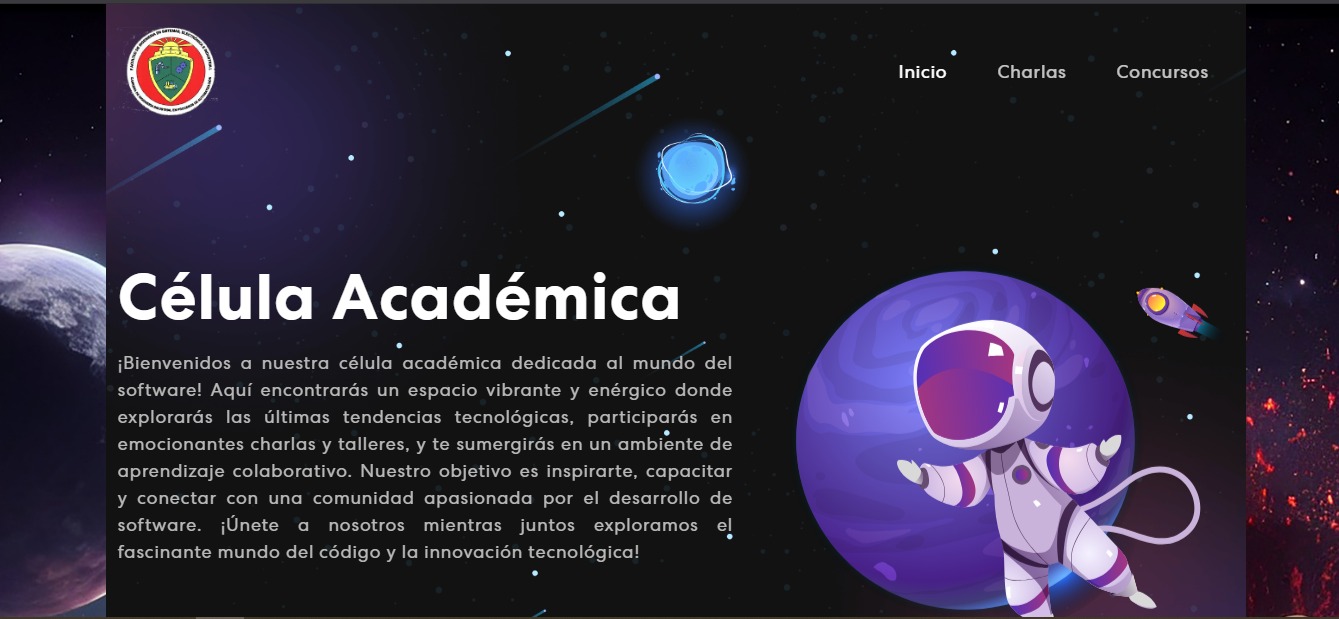 Inicio
Charlas
Concursos
Célula Académica
¡Bienvenidos a nuestra célula académica dedicada al mundo del
software! Aquí encontrarás un espacio vibrante y enérgico donde
explorarás las últimas tendencias tecnológicas, participarás en
emocionantes charlas y talleres, y te sumergirás en un ambiente de
aprendizaje colaborativo. Nuestro objetivo es inspirarte, capacitar
y conectar con una comunidad apasionada por el desarrollo de
software. ¡Únete a nosotros mientras juntos exploramos el
fascinante mundo del código y la innovación tecnológica!